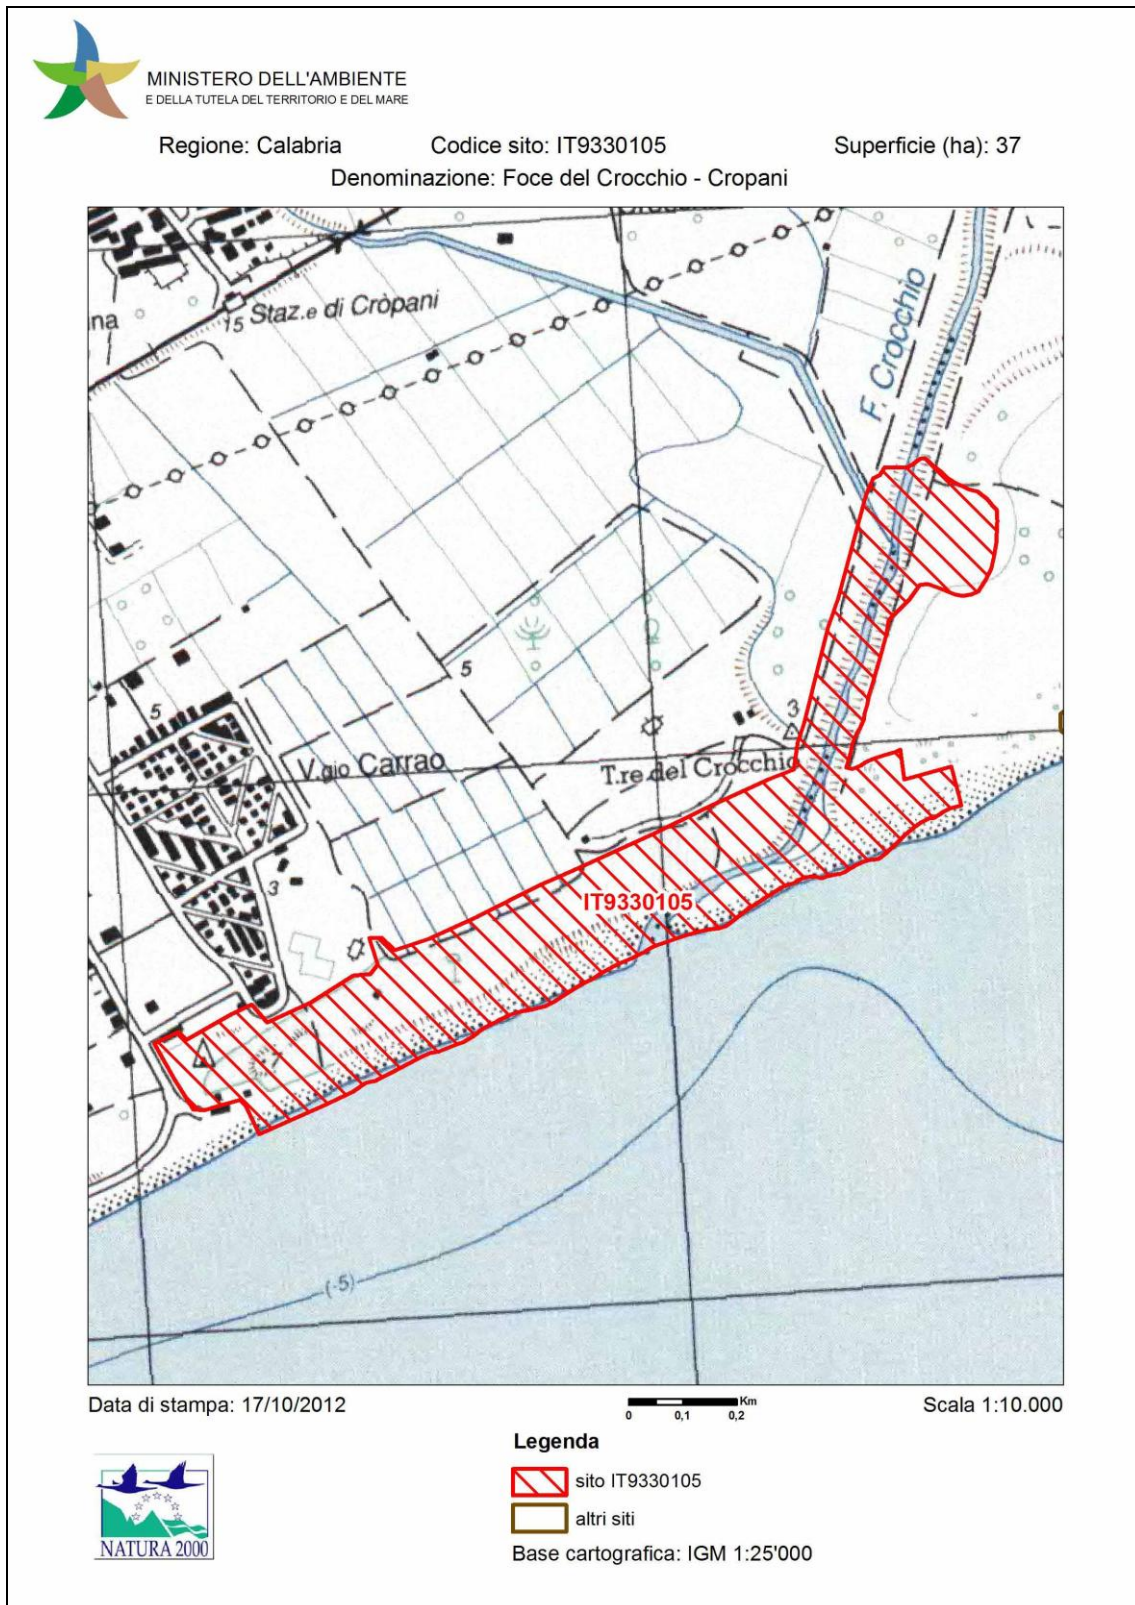 MINISTERO DELL'AMBIENTE
E DELLA TUTELA DEL TERRITORIO E DEL MARE
Regione: Calabria Codice sito: IT9330105 Superficie (ha): 37
Denominazione: Foce del Crocchio - Cropani
15 Staz.e di Cròpani
F. Crocchio
5
5
3
V.gio Carrao
T.re del Crocchio
3
IT9330105
(-5)
Data di stampa: 17/10/2012
Km
0 0,1 0,2
Scala 1:10.000
Legenda
sito IT9330105
altri siti
Base cartografica: IGM 1:25'000
NATURA 2000